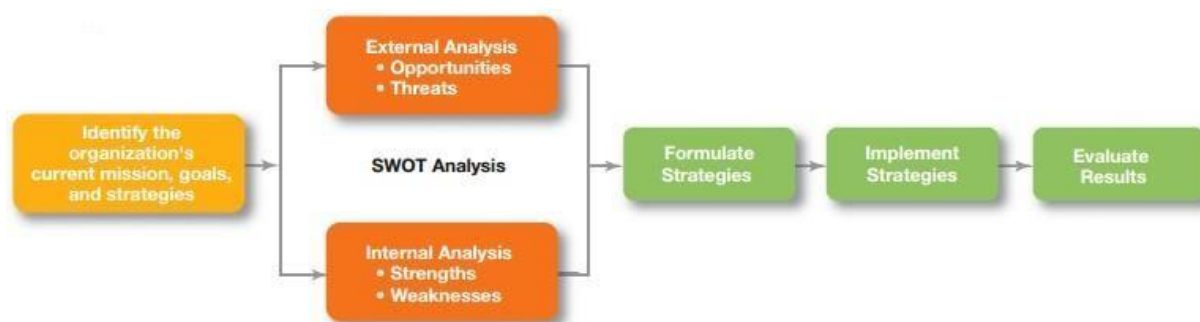 Identify the
organization's
current mission, goals,
and strategies
External Analysis
• Opportunities
• Threats
SWOT Analysis
Internal Analysis
• Strengths
• Weaknesses
Formulate
Strategies
Implement
Strategies
Evaluate
Results